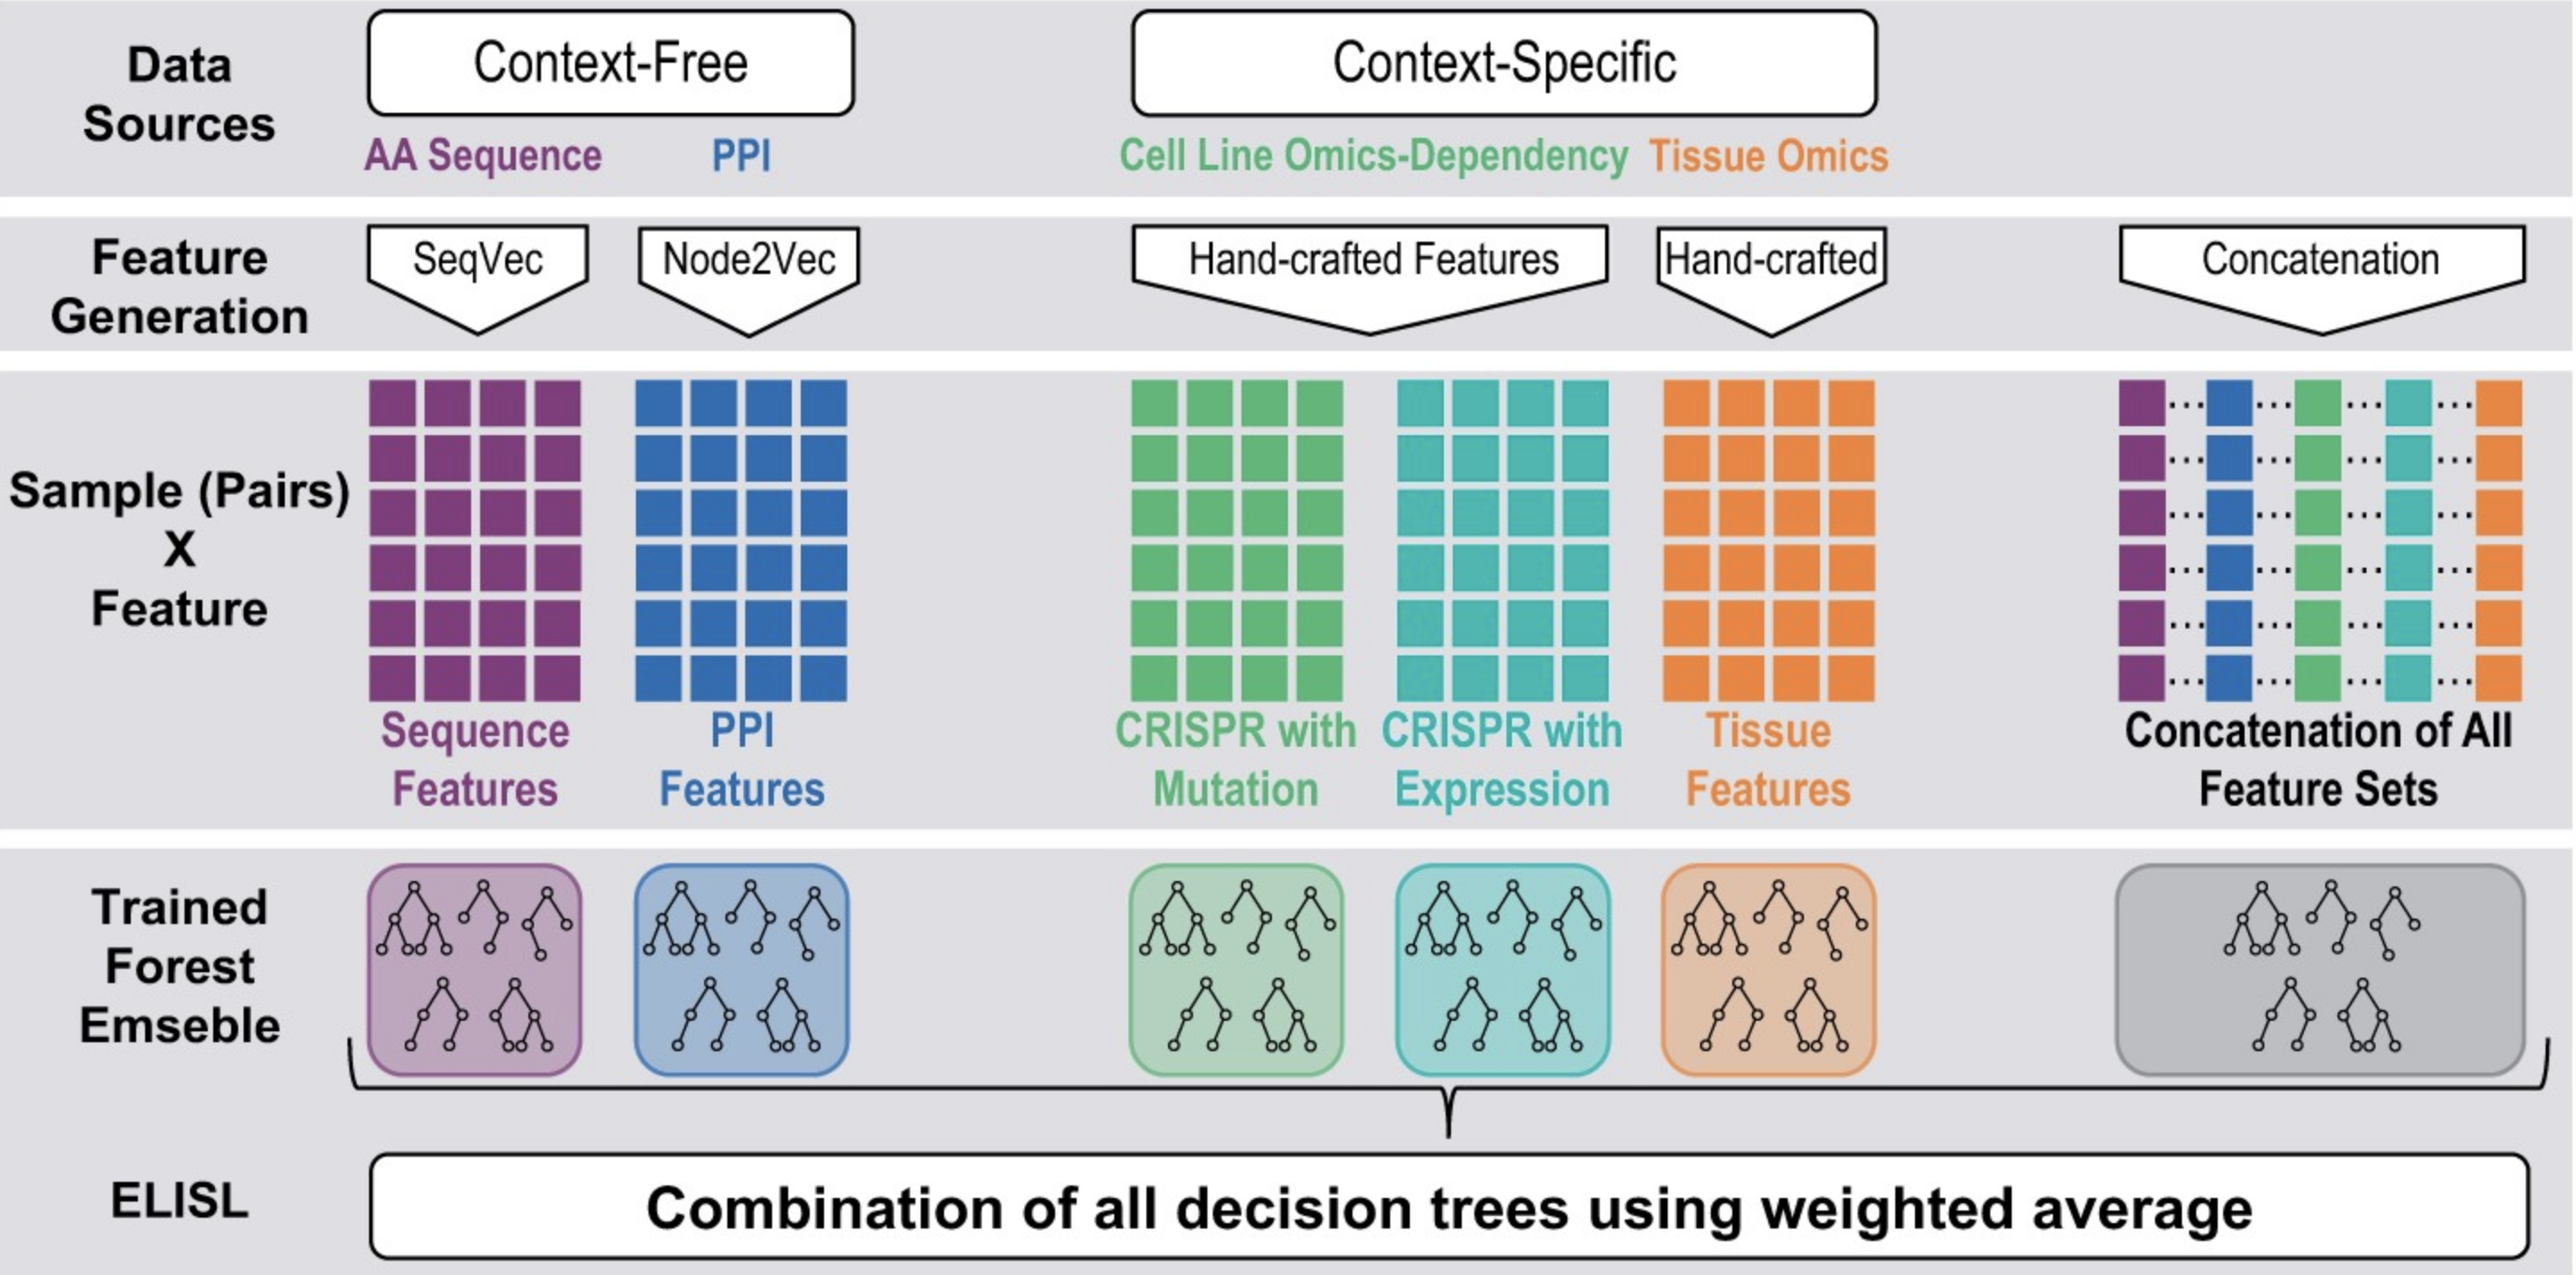 Data
Sources
Context-Free
Context-Specific
AA Sequence
PPI
Cell Line Omics-Dependency
Tissue Omics
Feature
Generation
SeqVec
Node2Vec
Hand-crafted Features
Hand-crafted
Concatenation
Sample (Pairs)
X
Feature
Sequence
Features
PPI
Features
CRISPR with
Mutation
CRISPR with
Expression
Tissue
Features
Concatenation of All
Feature Sets
Trained
Forest
Emseble
ELISL
Combination of all decision trees using weighted average